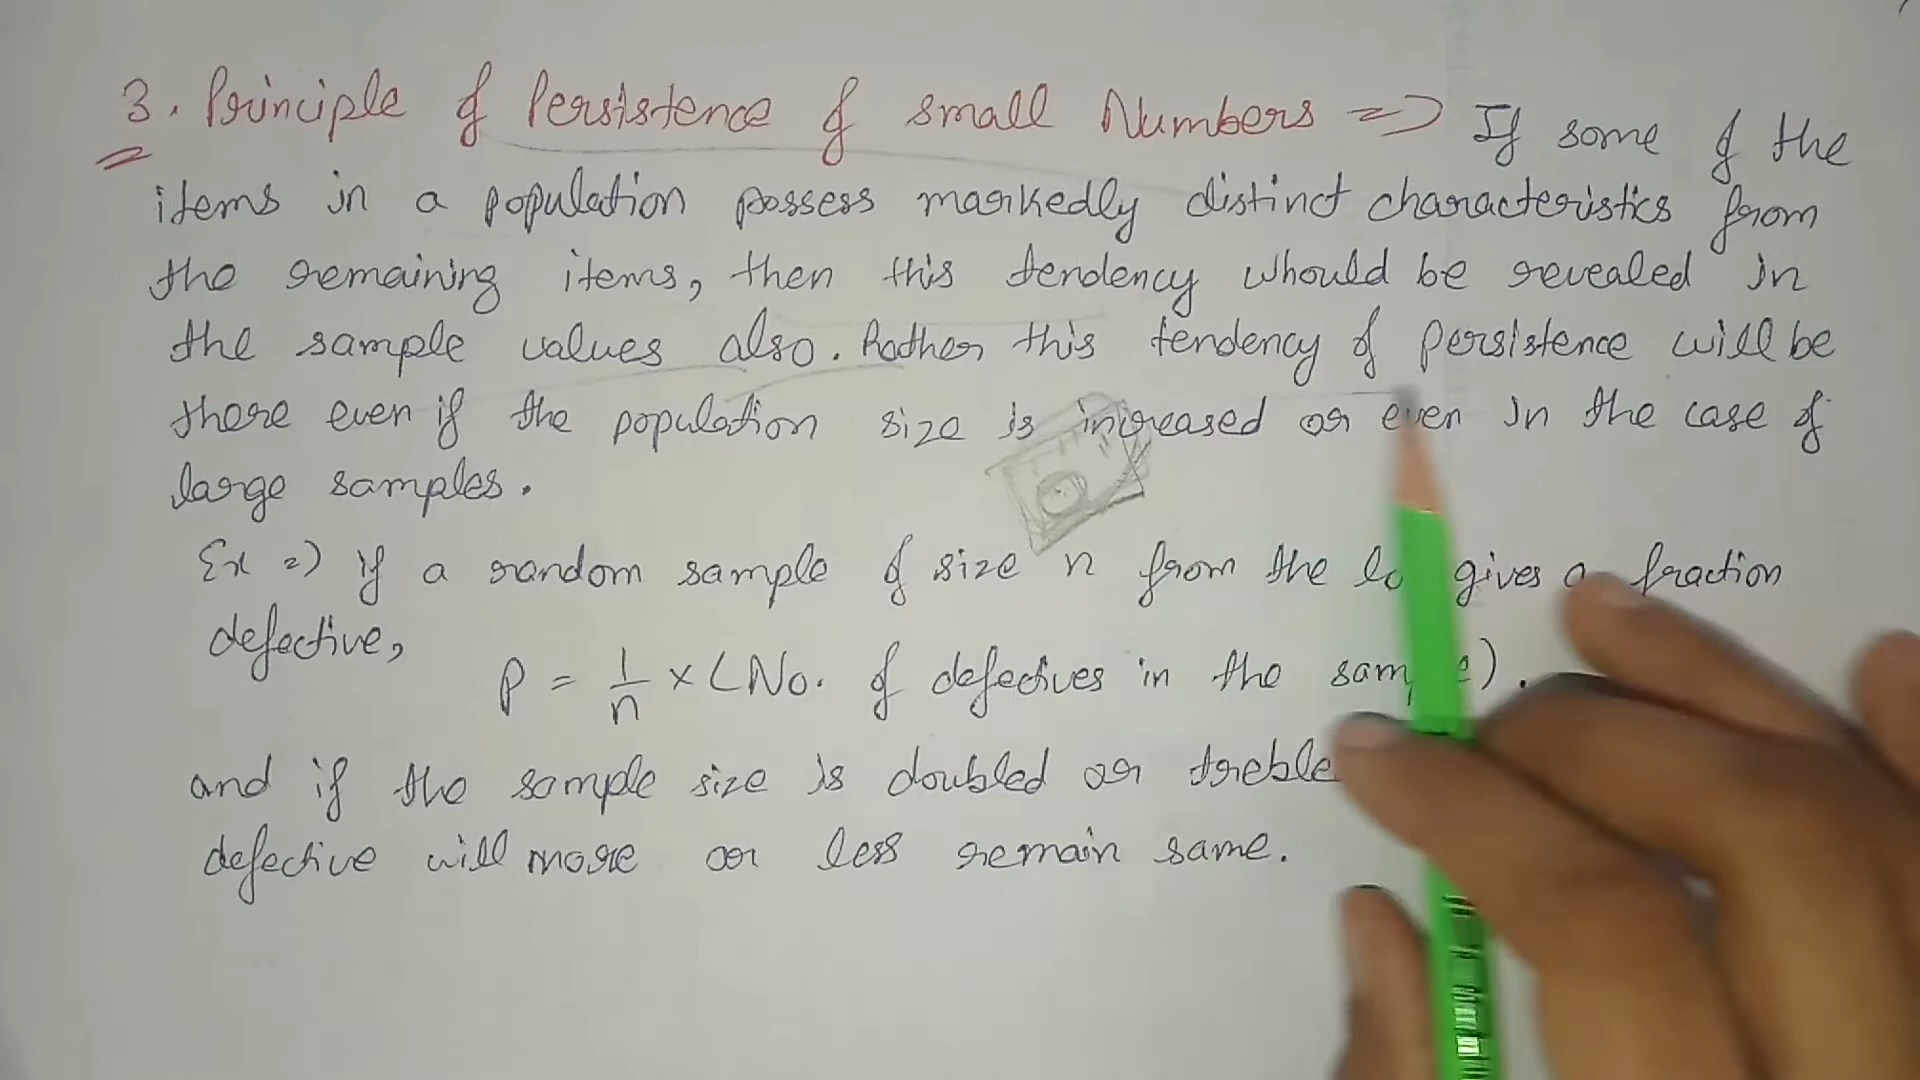 3. Principle of Persistence of small Numbers => If some of the
items in a population possess markedly distinct characteristics from
the remaining items, then this tendency whould be revealed in
the sample values also. Rather this tendency of persistence will be
there even if the population size is increased or even in the case of
large samples.
Ex => if a random sample of size n from the gives a fraction
defective,
P = 1/n × (No. of defectives in the sample).
and if the sample size is doubled or
defective will more or less remain same.